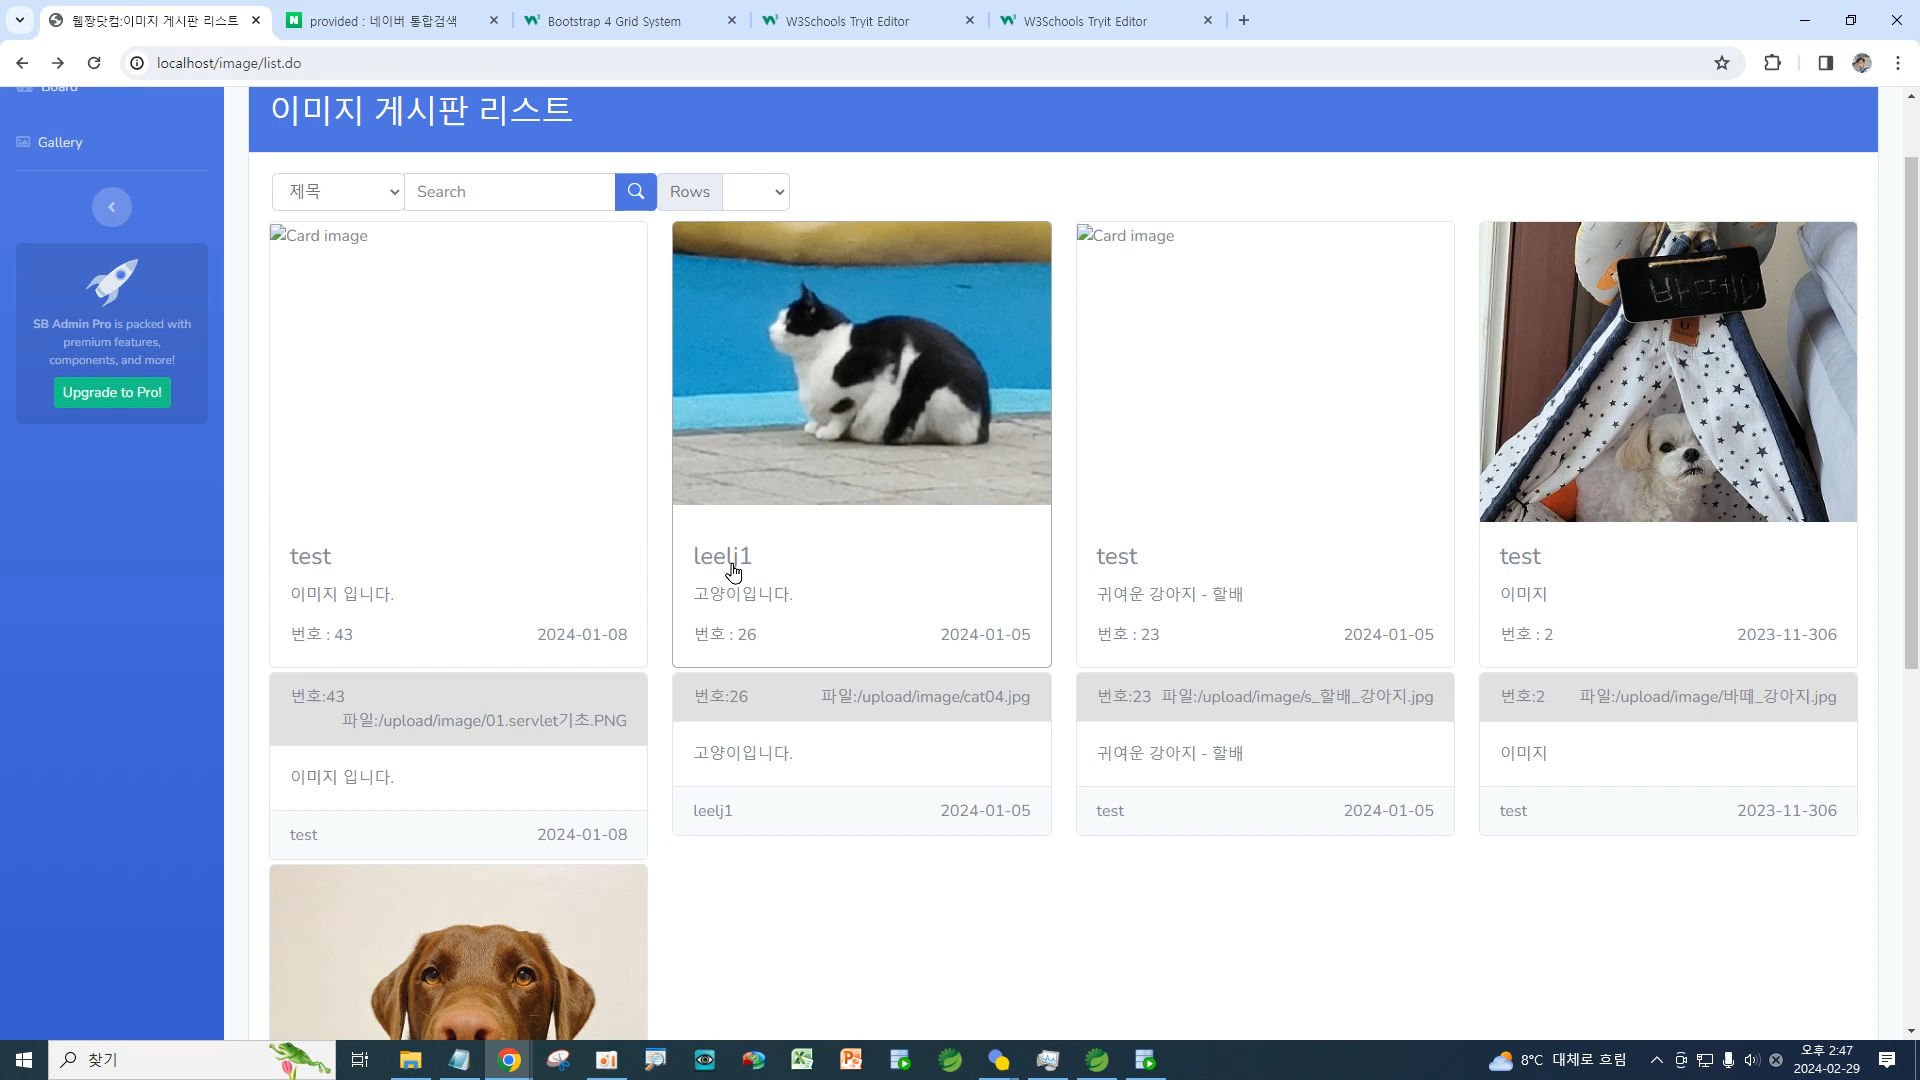 웹짱닷컴:이미지 게시판 리스트
provided : 네이버 통합검색
Bootstrap 4 Grid System
W3Schools Tryit Editor
W3Schools Tryit Editor
localhost/image/list.do
Board
Gallery
SB Admin Pro is packed with
premium features,
components, and more!
Upgrade to Pro!
이미지 게시판 리스트
제목 Search Rows
Card image
test
이미지 입니다.
번호 : 43 2024-01-08
leelj1
고양이입니다.
번호 : 26 2024-01-05
Card image
test
귀여운 강아지 - 할배
번호 : 23 2024-01-05
바떼
test
이미지
번호 : 2 2023-11-306
번호:43
파일:/upload/image/01.servlet기초.PNG
이미지 입니다.
test 2024-01-08
번호:26 파일:/upload/image/cat04.jpg
고양이입니다.
leelj1 2024-01-05
번호:23 파일:/upload/image/s_할배_강아지.jpg
귀여운 강아지 - 할배
test 2024-01-05
번호:2 파일:/upload/image/바떼_강아지.jpg
이미지
test 2023-11-306
찾기
8°C 대체로 흐림
오후 2:47
2024-02-29